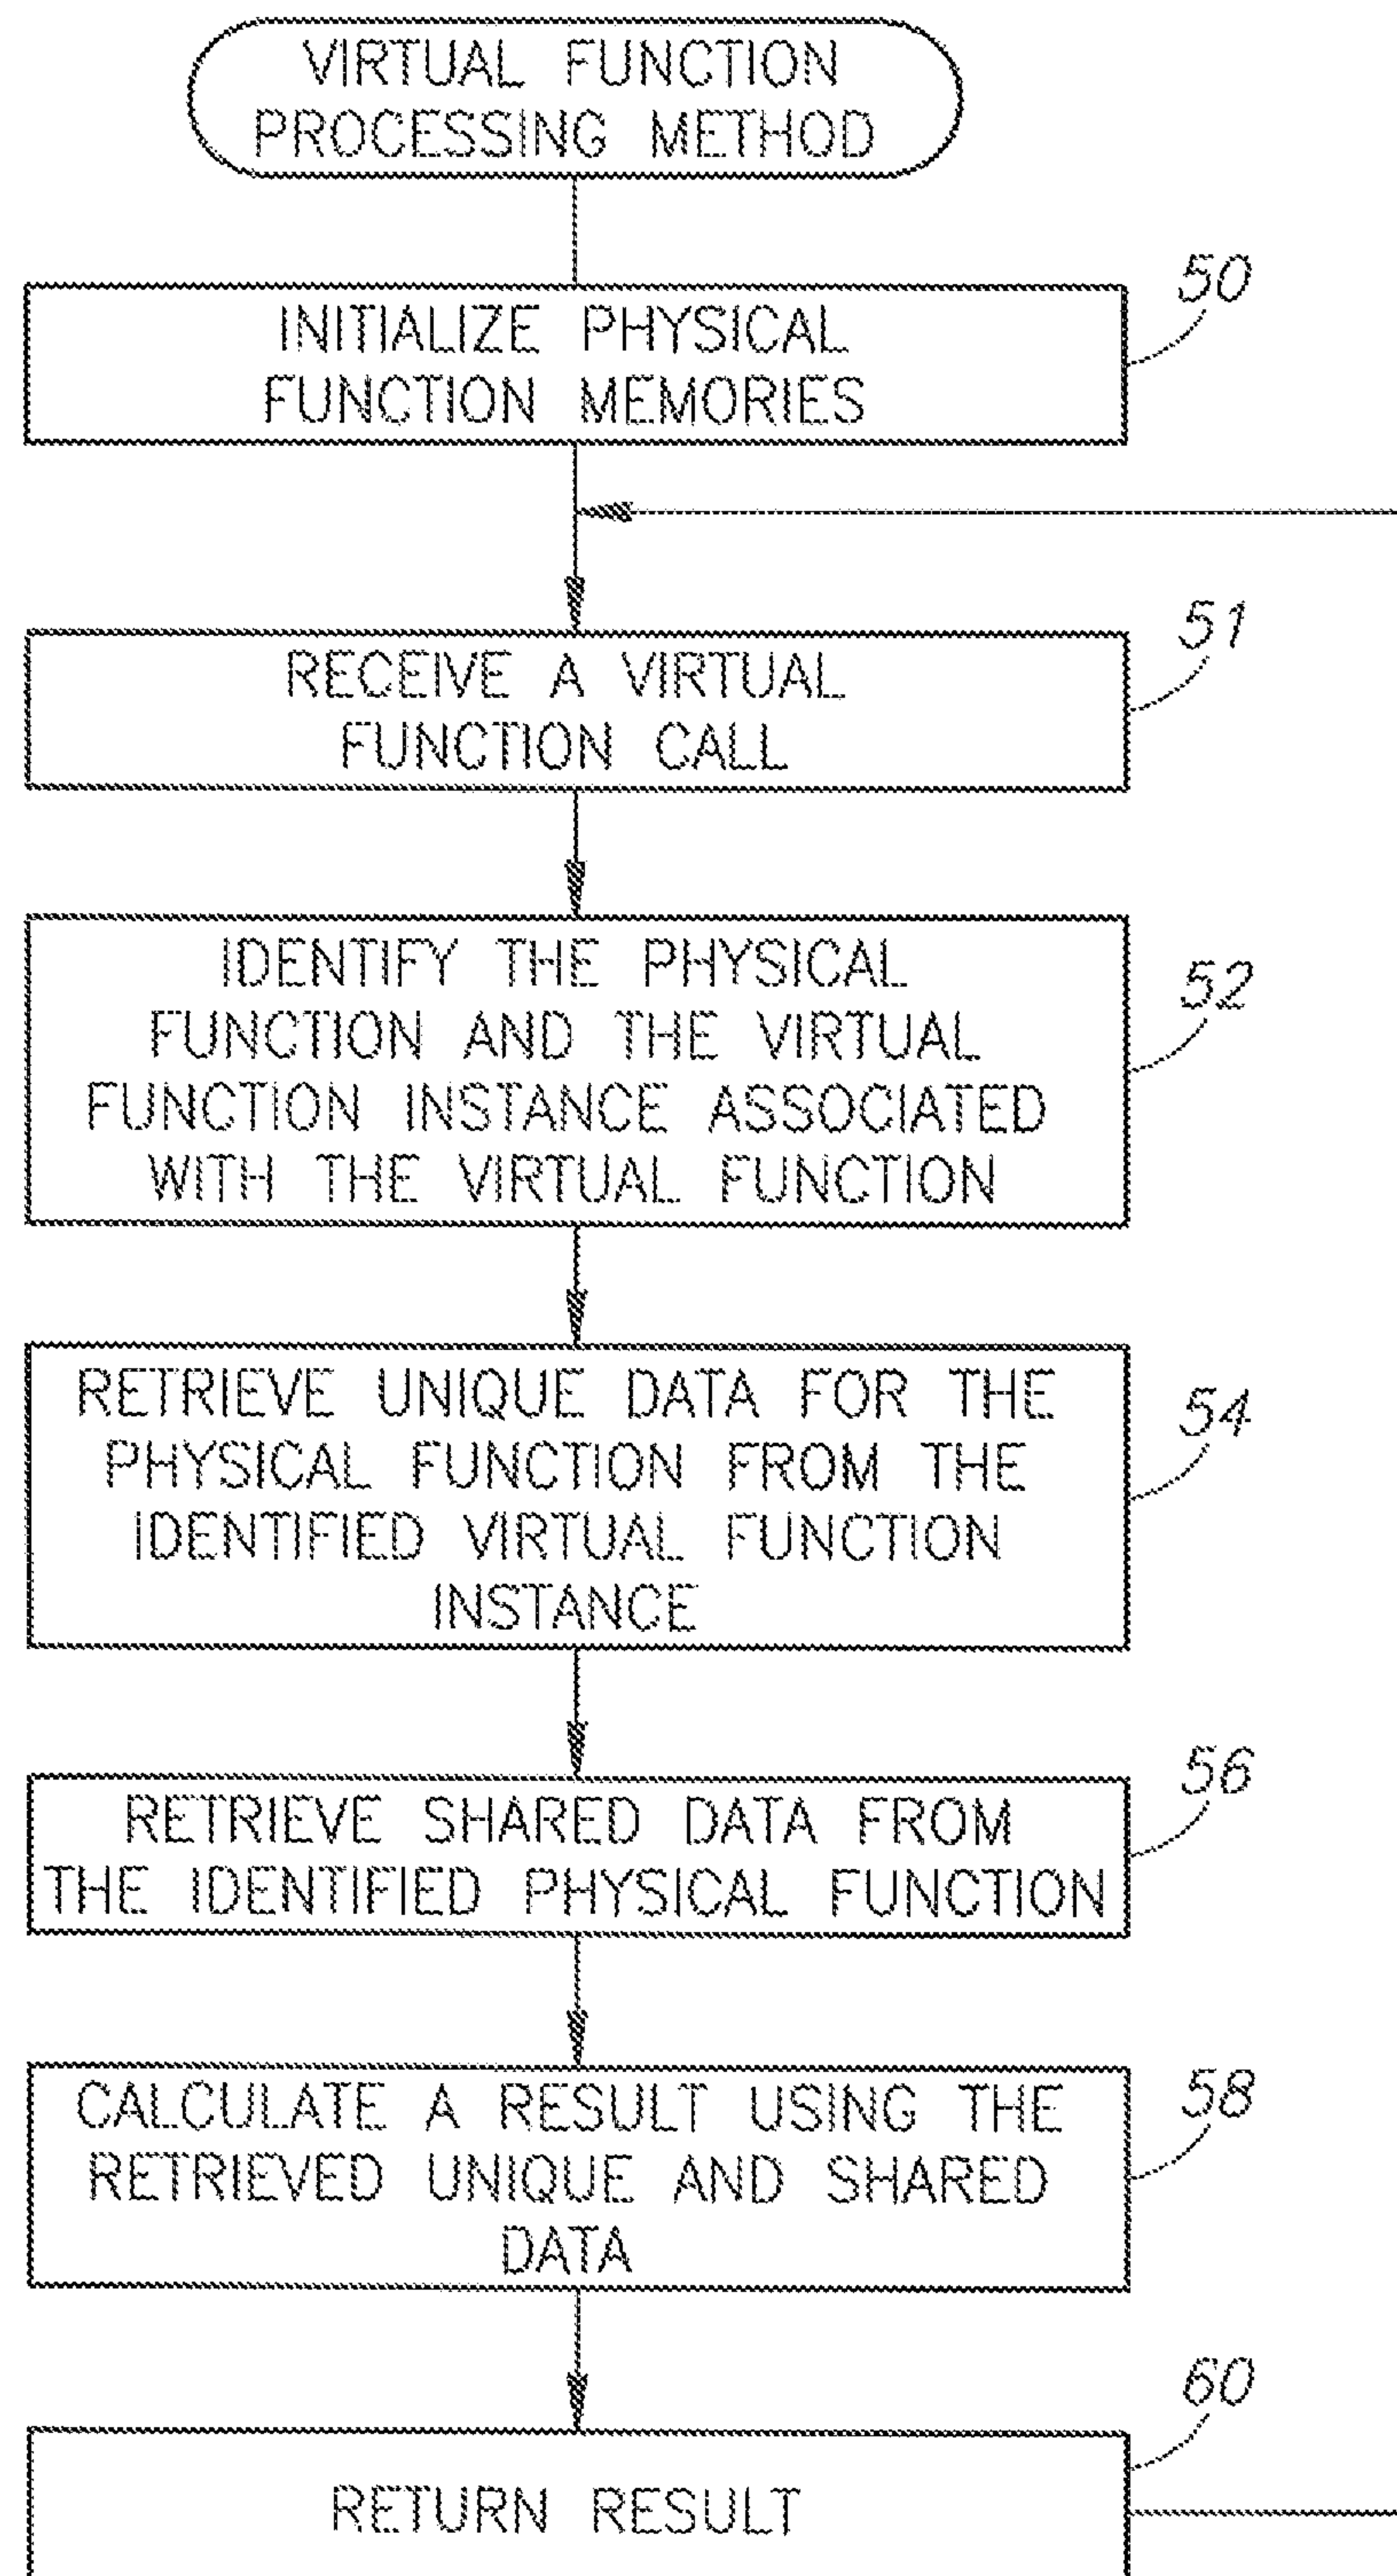 VIRTUAL FUNCTION
PROCESSING METHOD
50
INITIALIZE PHYSICAL
FUNCTION MEMORIES
51
RECEIVE A VIRTUAL
FUNCTION CALL
52
IDENTIFY THE PHYSICAL
FUNCTION AND THE VIRTUAL
FUNCTION INSTANCE ASSOCIATED
WITH THE VIRTUAL FUNCTION
54
RETRIEVE UNIQUE DATA FOR THE
PHYSICAL FUNCTION FROM THE
IDENTIFIED VIRTUAL FUNCTION
INSTANCE
56
RETRIEVE SHARED DATA FROM
THE IDENTIFIED PHYSICAL FUNCTION
58
CALCULATE A RESULT USING THE
RETRIEVED UNIQUE AND SHARED
DATA
60
RETURN RESULT